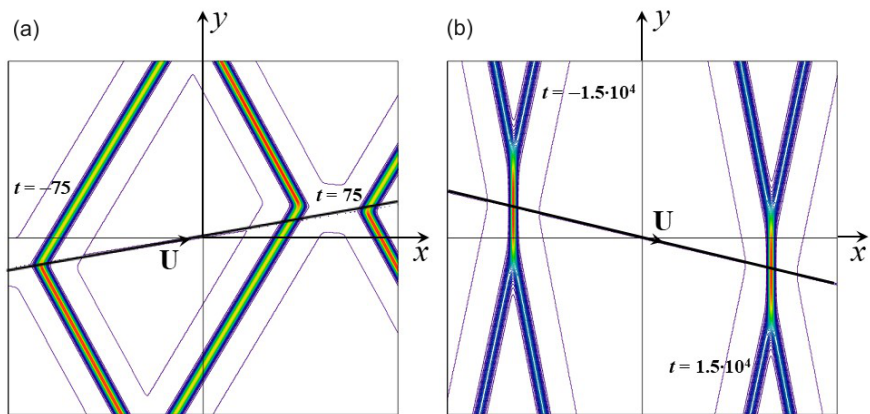 (a)
y
t = –75
t = 75
U
x
(b)
y
t = –1.5·10⁴
U
x
t = 1.5·10⁴